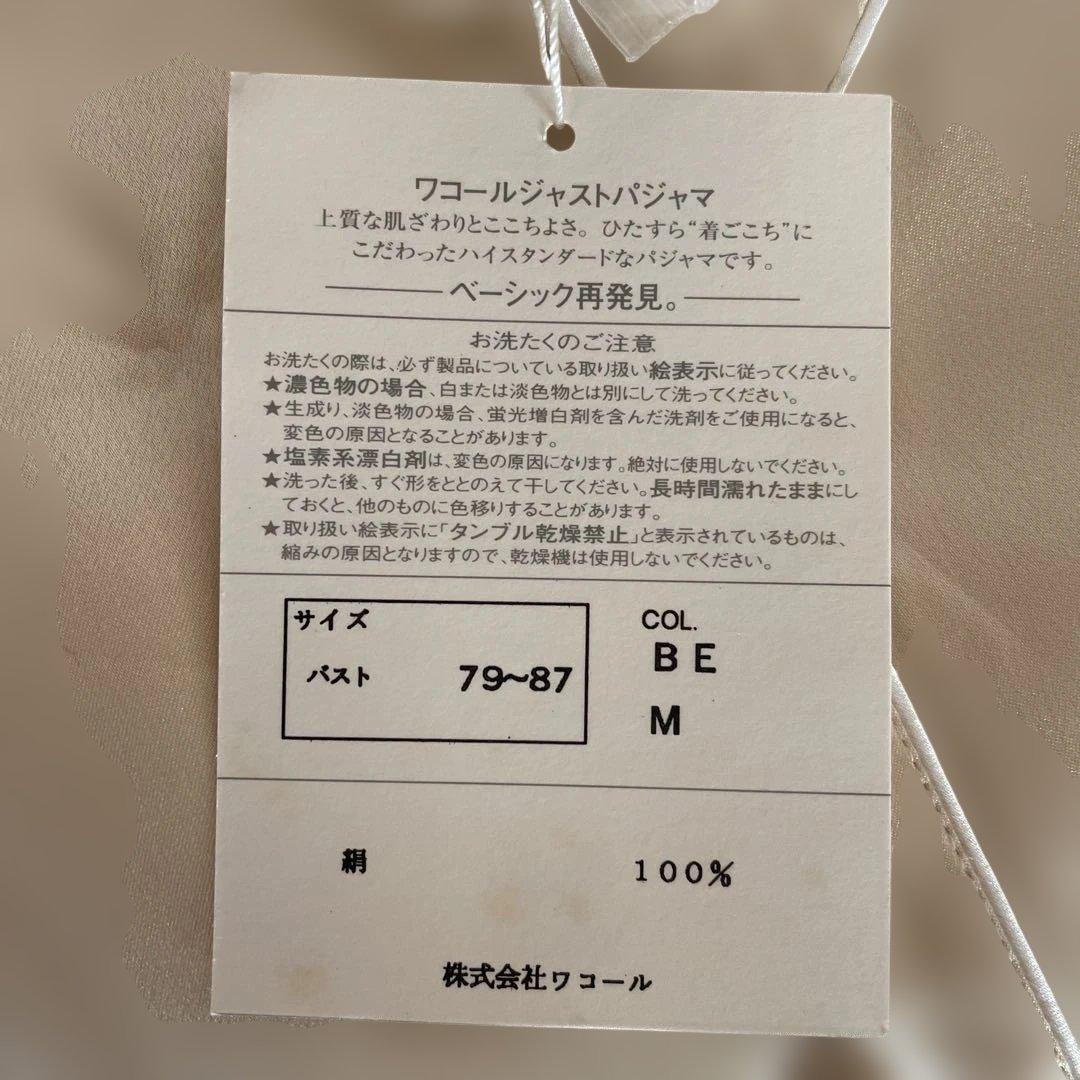 ワコールジャストパジャマ
上質な肌ざわりとここちよさ。ひたすら“着ごこち”に
こだわったハイスタンダードなパジャマです。
ベーシック再発見。
お洗たくのご注意
お洗たくの際は、必ず製品についている取り扱い絵表示に従ってください。
★濃色物の場合、白または淡色物とは別にして洗ってください。
★生成り、淡色物の場合、蛍光増白剤を含んだ洗剤をご使用になると、
変色の原因となることがあります。
★塩素系漂白剤は、変色の原因になります。絶対に使用しないでください。
★洗った後、すぐ形をととのえて干してください。長時間濡れたままにし
ておくと、他のものに色移りすることがあります。
★取り扱い絵表示に「タンブル乾燥禁止」と表示されているものは、
縮みの原因となりますので、乾燥機は使用しないでください。
サイズ
バスト 79~87
COL.
BE
M
絹 100%
株式会社ワコール